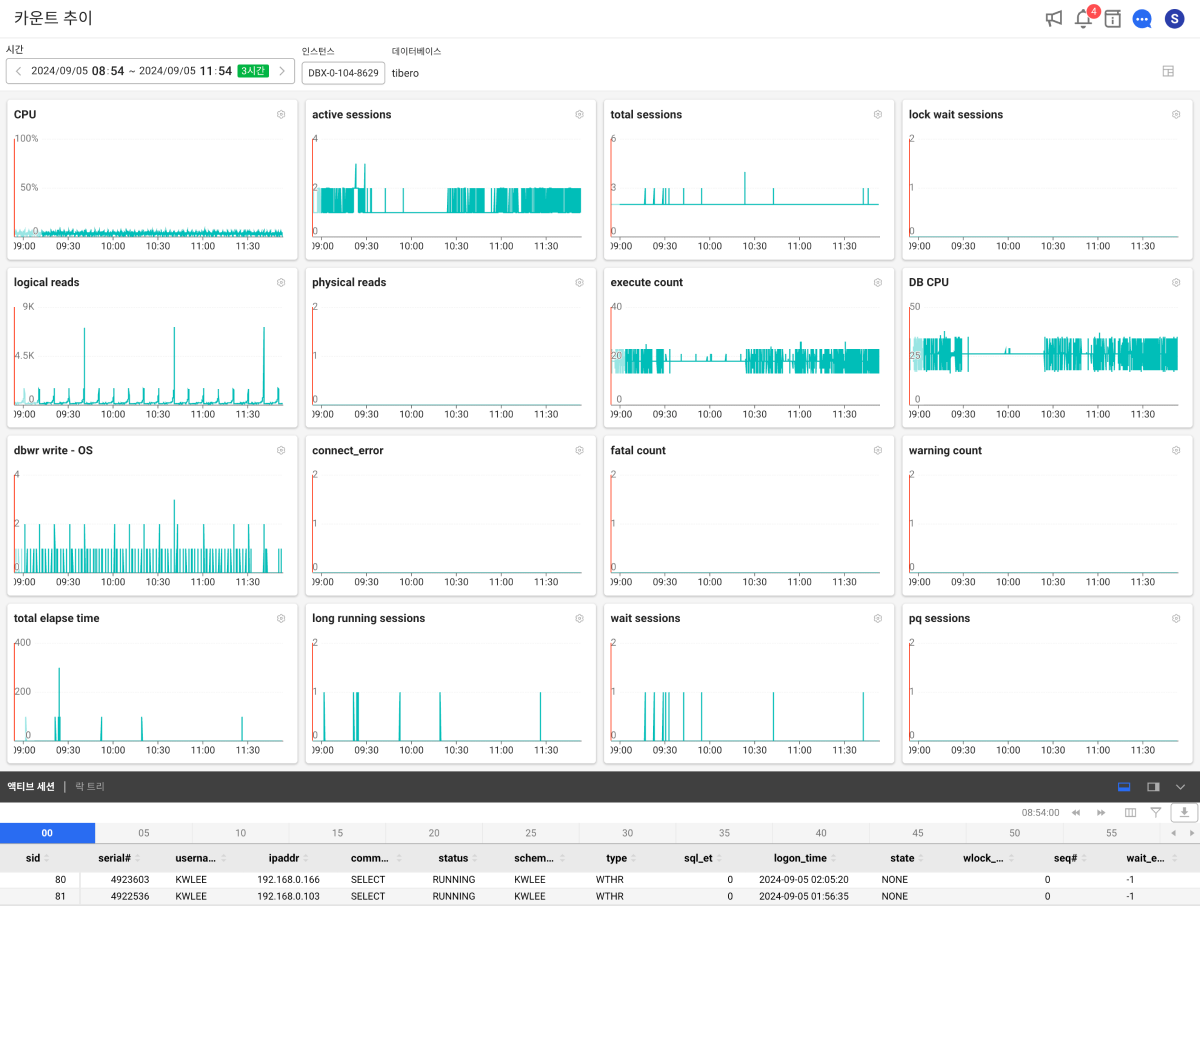 카운트 추이
4
S
시간
인스턴스
데이터베이스
2024/09/05 08:54 ~ 2024/09/05 11:54 3시간
DBX-0-104-8629
tibero
CPU
100%
50%
0
09:00 09:30 10:00 10:30 11:00 11:30
active sessions
4
2
0
09:00 09:30 10:00 10:30 11:00 11:30
total sessions
6
3
0
09:00 09:30 10:00 10:30 11:00 11:30
lock wait sessions
2
1
0
09:00 09:30 10:00 10:30 11:00 11:30
logical reads
9K
4.5K
0
09:00 09:30 10:00 10:30 11:00 11:30
physical reads
2
1
0
09:00 09:30 10:00 10:30 11:00 11:30
execute count
40
20
0
09:00 09:30 10:00 10:30 11:00 11:30
DB CPU
50
25
0
09:00 09:30 10:00 10:30 11:00 11:30
dbwr write - OS
4
2
0
09:00 09:30 10:00 10:30 11:00 11:30
connect_error
2
1
0
09:00 09:30 10:00 10:30 11:00 11:30
fatal count
2
1
0
09:00 09:30 10:00 10:30 11:00 11:30
warning count
2
1
0
09:00 09:30 10:00 10:30 11:00 11:30
total elapse time
400
200
0
09:00 09:30 10:00 10:30 11:00 11:30
long running sessions
2
1
0
09:00 09:30 10:00 10:30 11:00 11:30
wait sessions
2
1
0
09:00 09:30 10:00 10:30 11:00 11:30
pq sessions
2
1
0
09:00 09:30 10:00 10:30 11:00 11:30
액티브 세션 | 락 트리
08:54:00
00 05 10 15 20 25 30 35 40 45 50 55
sid serial# userna... ipaddr comm... status schem... type sql_et logon_time state wlock_... seq# wait_e...
80 4923603 KWLEE 192.168.0.166 SELECT RUNNING KWLEE WTHR 0 2024-09-05 02:05:20 NONE 0 -1
81 4922536 KWLEE 192.168.0.103 SELECT RUNNING KWLEE WTHR 0 2024-09-05 01:56:35 NONE 0 -1